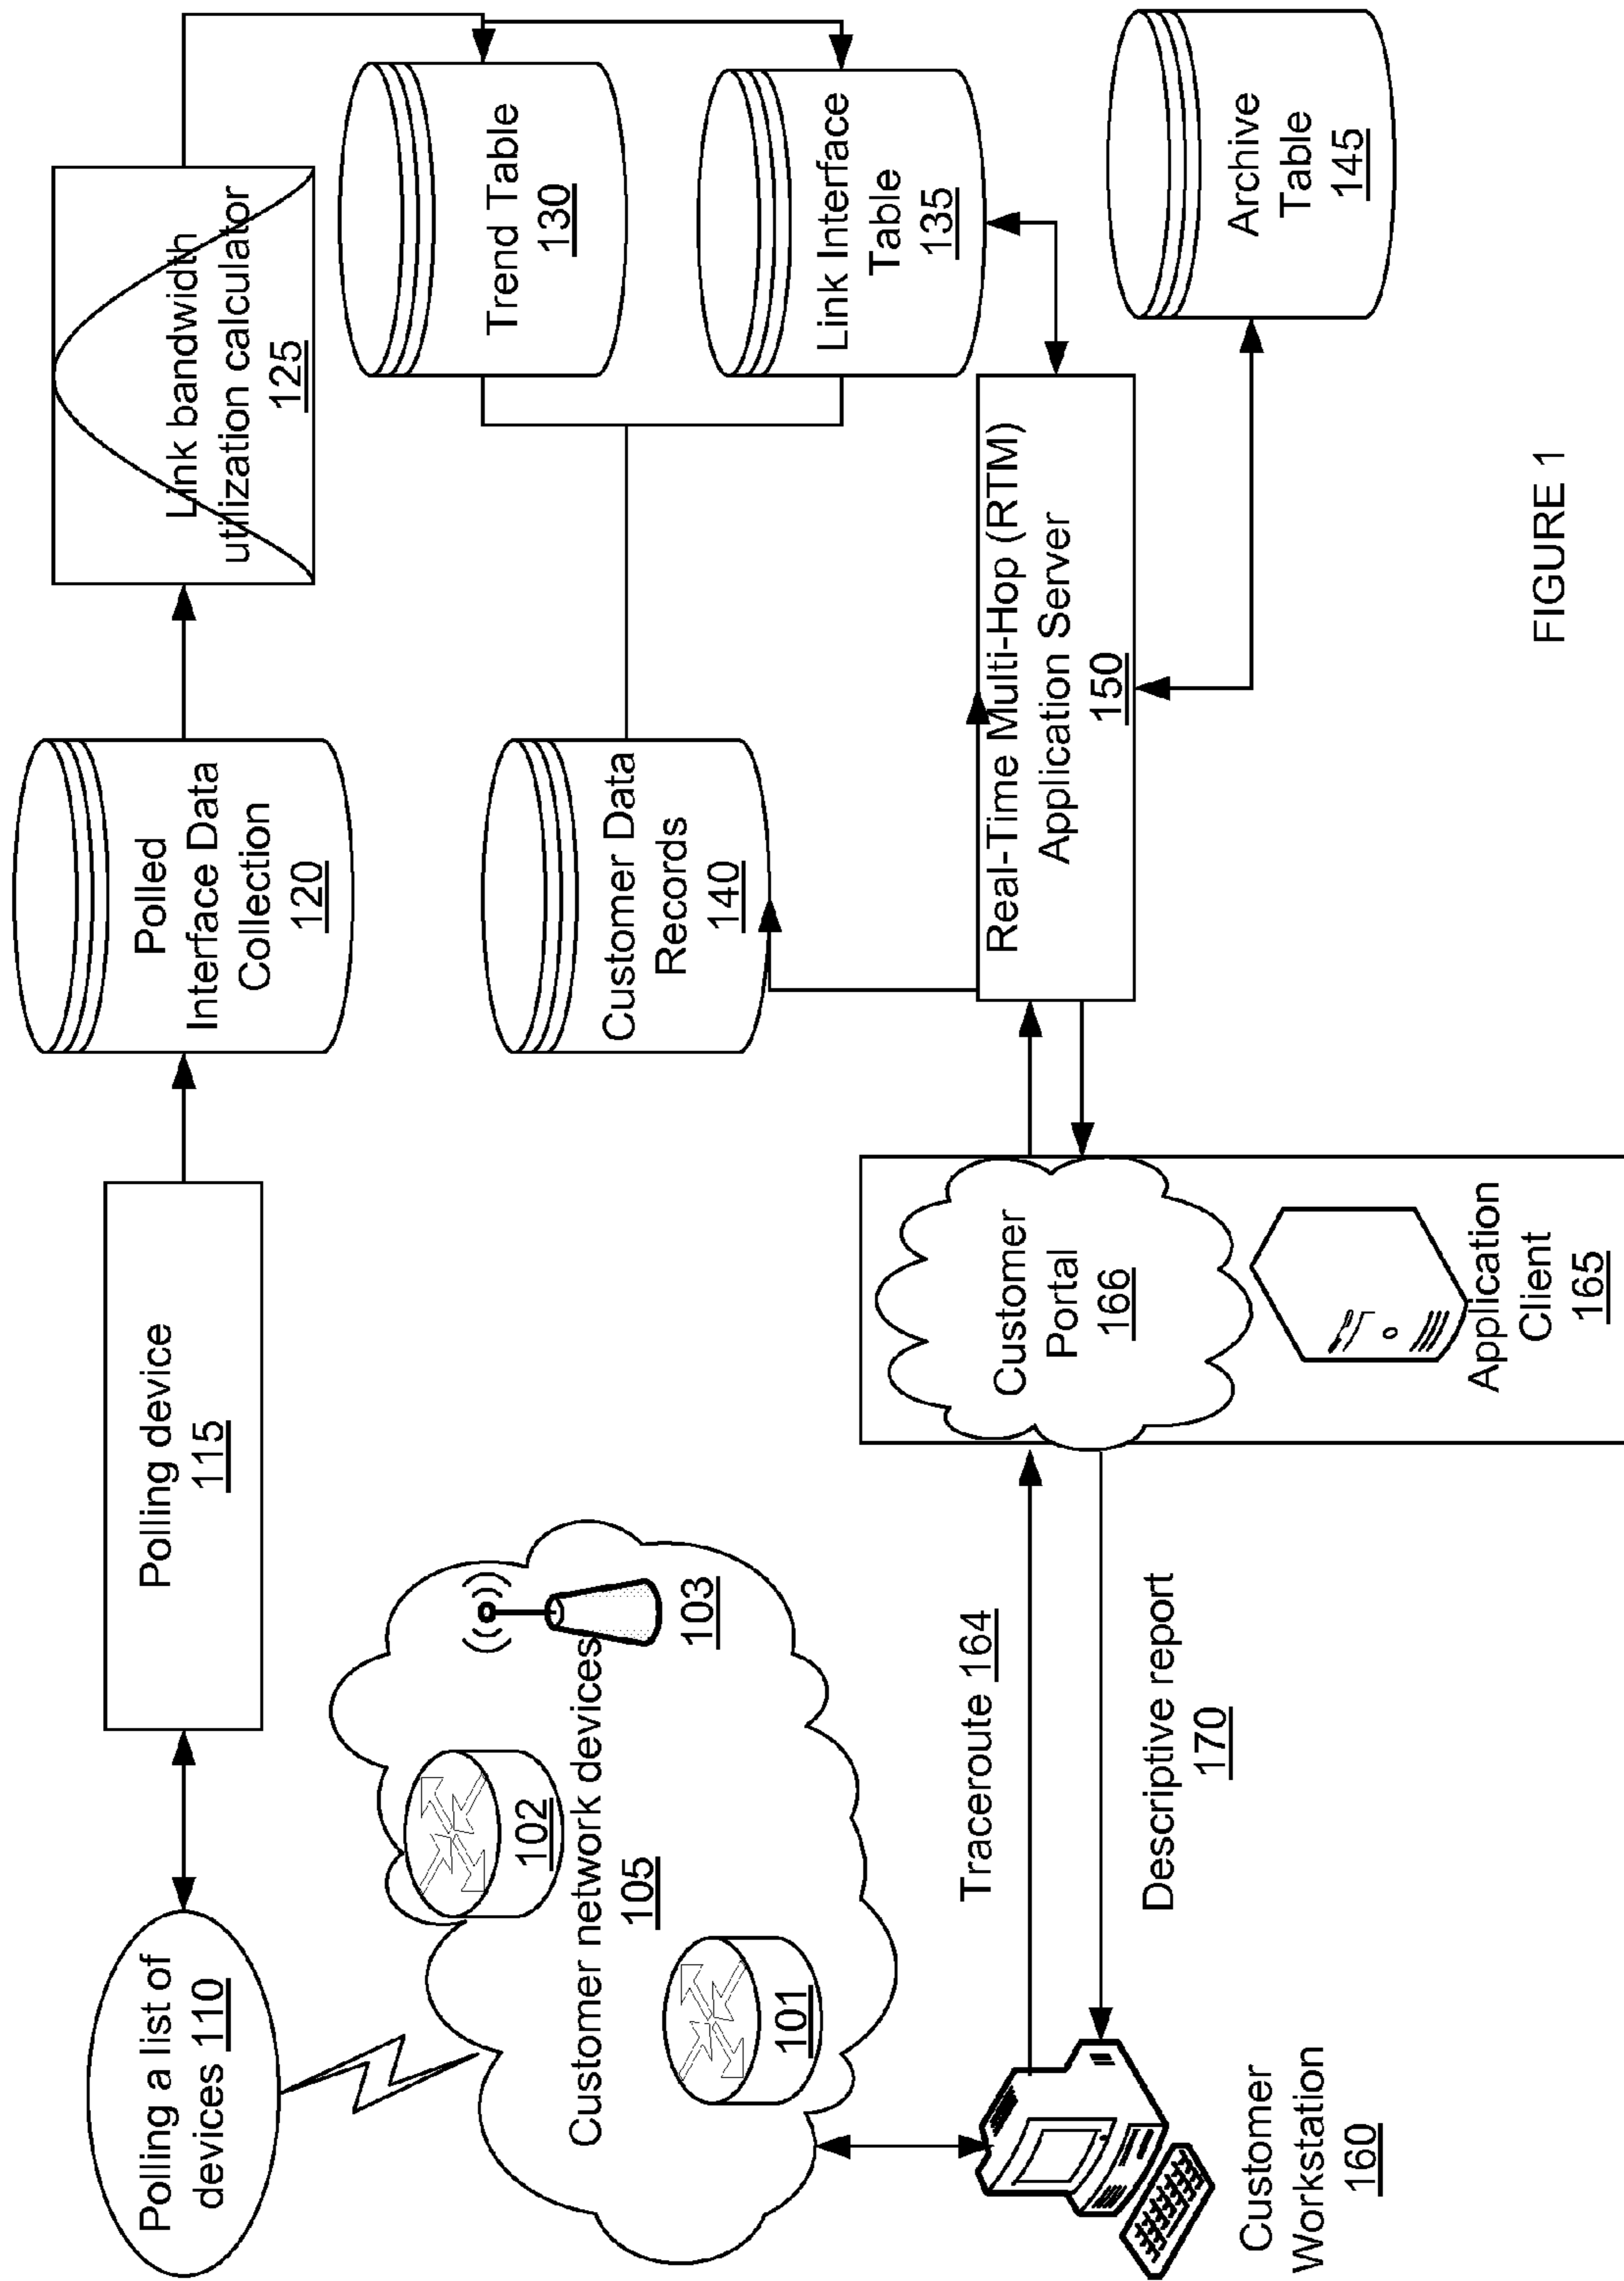 Polling a list of
devices 110
Polling device
115
Polled
Interface Data
Collection
120
Link bandwidth
utilization calculator
125
Trend Table
130
Link Interface
Table
135
Customer Data
Records
140
Archive
Table
145
Real-Time Multi-Hop (RTM)
Application Server
150
102
103
Customer network devices
105
101
Traceroute 164
Descriptive report
170
Customer
Portal
166
Application
Client
165
Customer
Workstation
160
FIGURE 1